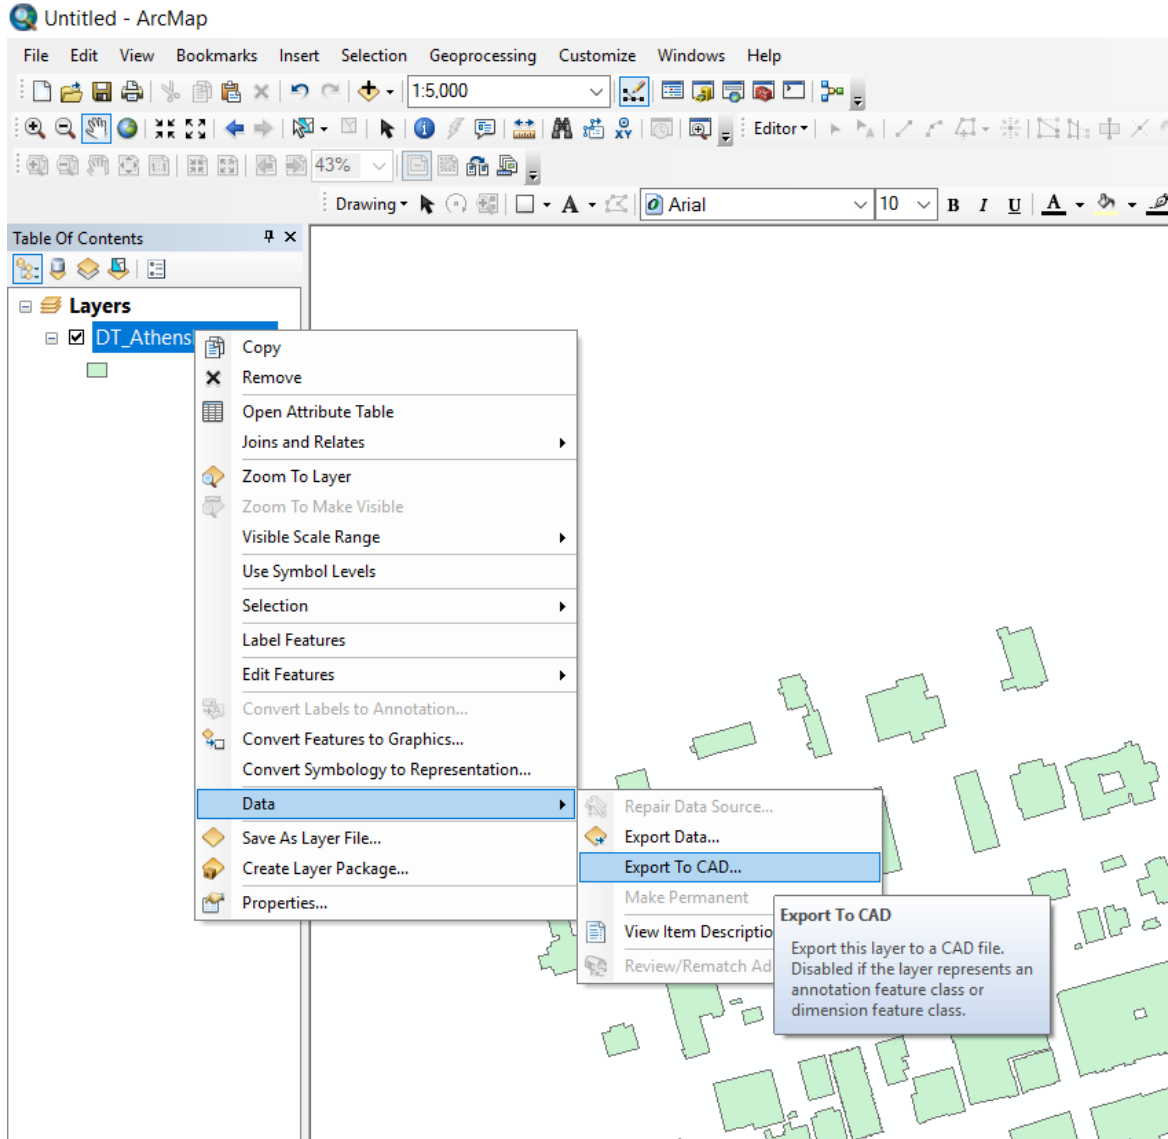 Untitled - ArcMap
File Edit View Bookmarks Insert Selection Geoprocessing Customize Windows Help
1:5,000
Editor
43%
Drawing A Arial 10 B I U A
Table Of Contents
Layers
DT_Athens
Copy
Remove
Open Attribute Table
Joins and Relates
Zoom To Layer
Zoom To Make Visible
Visible Scale Range
Use Symbol Levels
Selection
Label Features
Edit Features
Convert Labels to Annotation...
Convert Features to Graphics...
Convert Symbology to Representation...
Data
Save As Layer File...
Create Layer Package...
Properties...
Repair Data Source...
Export Data...
Export To CAD...
Make Permanent
View Item Descriptio
Review/Rematch Ad
Export To CAD
Export this layer to a CAD file.
Disabled if the layer represents an
annotation feature class or
dimension feature class.